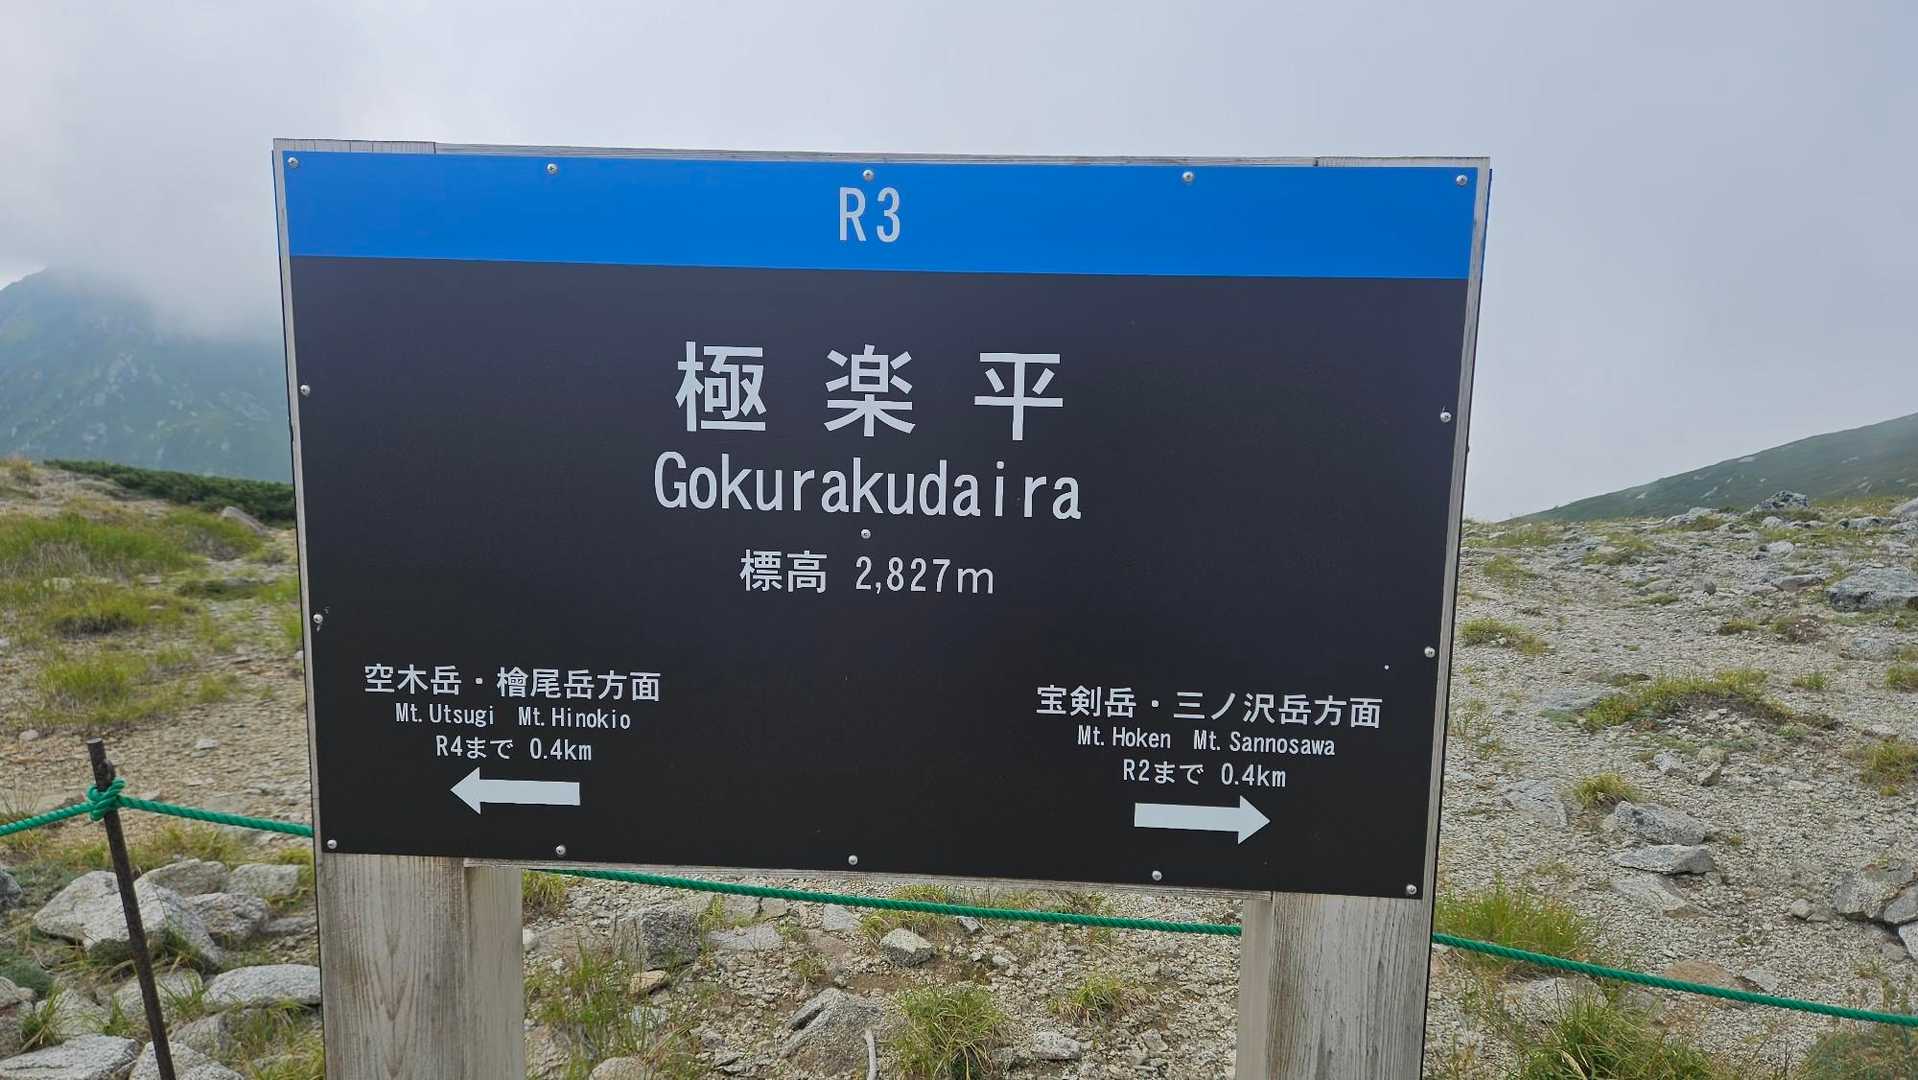 R3
極楽平
Gokurakudaira
標高 2,827m
空木岳・檜尾岳方面
Mt.Utsugi Mt.Hinokio
R4まで 0.4km
宝剣岳・三ノ沢岳方面
Mt.Hoken Mt.Sannosawa
R2まで 0.4km